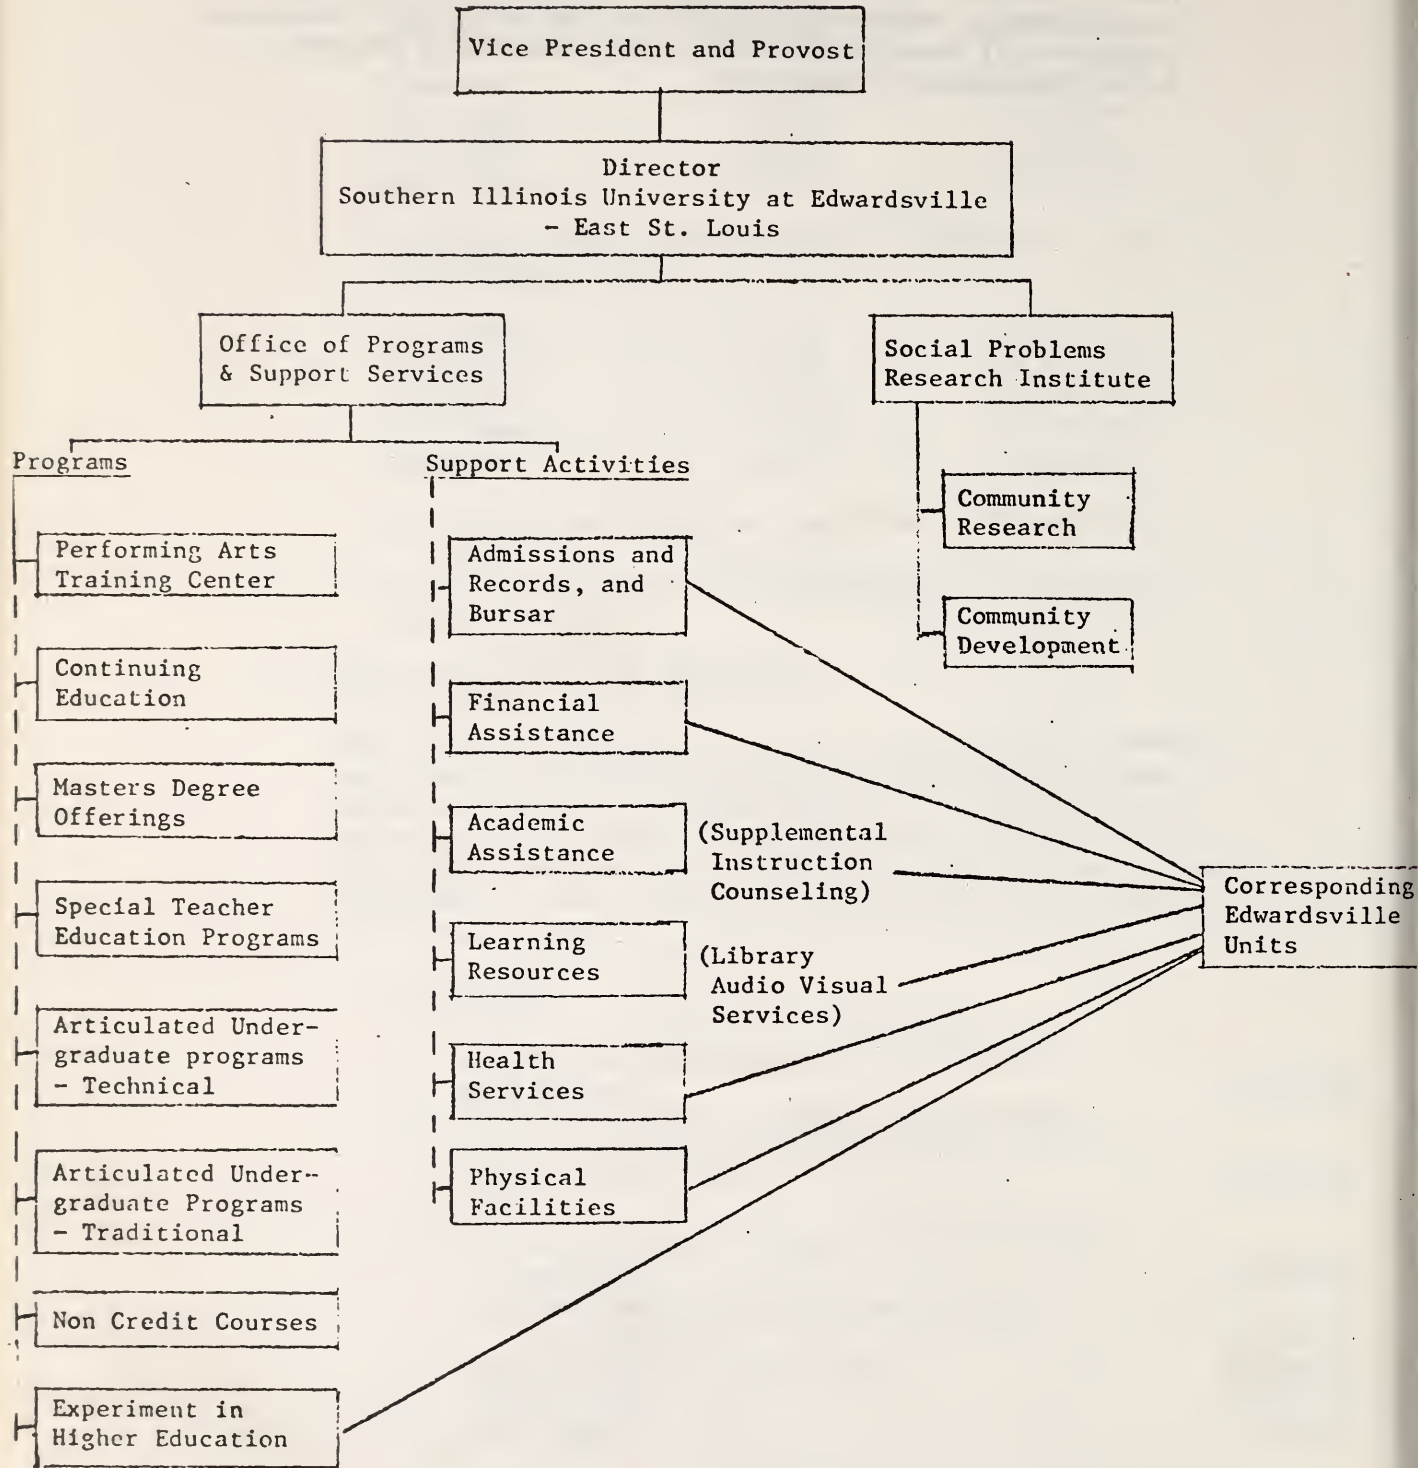 Vice President and Provost
Director
Southern Illinois University at Edwardsville
- East St. Louis
Office of Programs
& Support Services
Social Problems
Research Institute
Programs
Support Activities
Community
Research
Community
Development
Performing Arts
Training Center
Continuing
Education
Masters Degree
Offerings
Special Teacher
Education Programs
Articulated Under-
graduate programs
- Technical
Articulated Under-
graduate Programs
- Traditional
Non Credit Courses
Experiment in
Higher Education
Admissions and
Records, and
Bursar
Financial
Assistance
Academic
Assistance
(Supplemental
Instruction
Counseling)
Learning
Resources
(Library
Audio Visual
Services)
Health
Services
Physical
Facilities
Corresponding
Edwardsville
Units